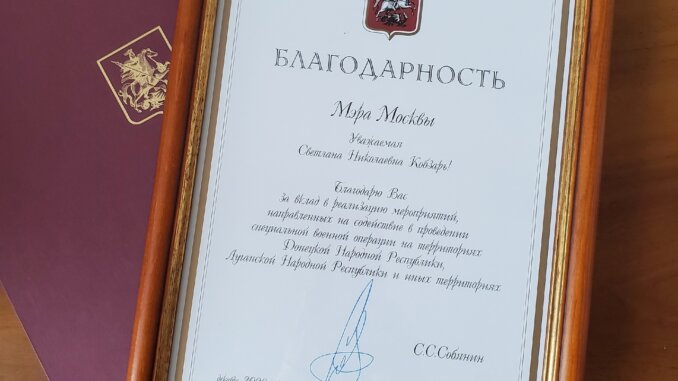 БЛАГОДАРНОСТЬ
Мэра Москвы
Уважаемая
Светлана Николаевна Кобзарь!
Благодарю Вас
за вклад в реализацию мероприятий,
направленных на содействие в проведении
специальной военной операции на территориях
Донецкой Народной Республики,
Луганской Народной Республики и иных территориях
С.С.Собянин